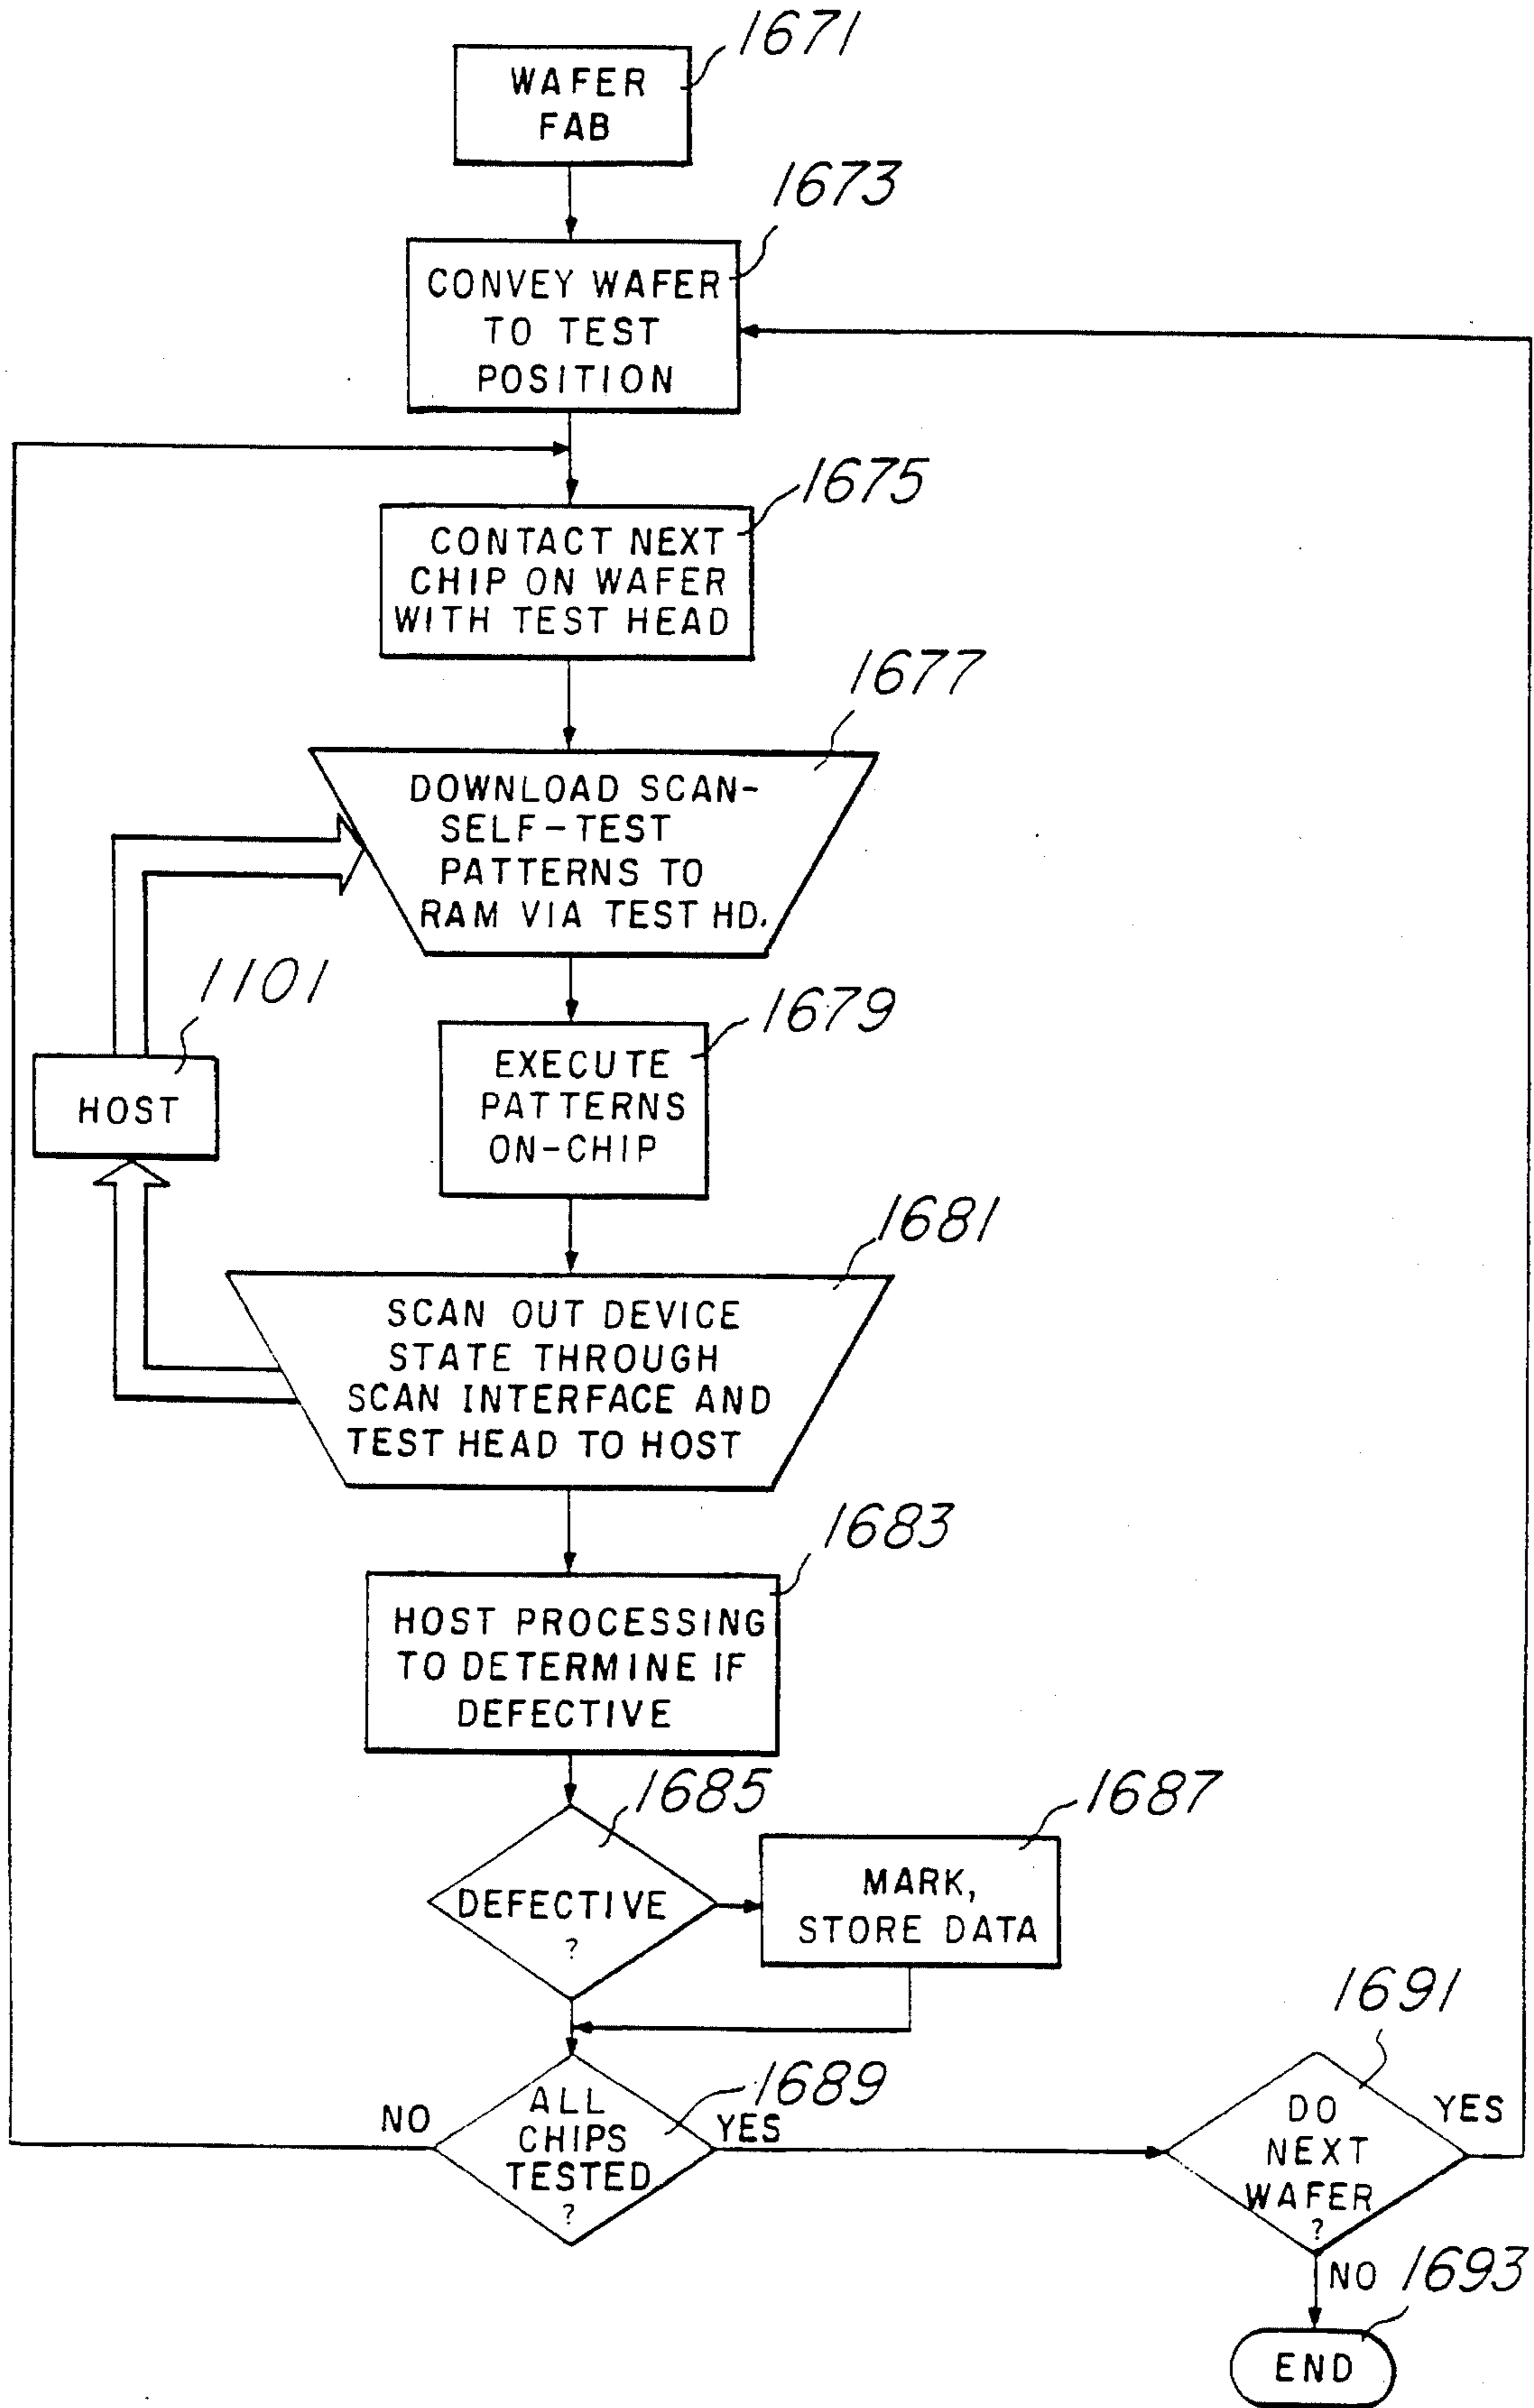 1671
WAFER
FAB
1673
CONVEY WAFER
TO TEST
POSITION
1675
CONTACT NEXT
CHIP ON WAFER
WITH TEST HEAD
1677
DOWNLOAD SCAN-
SELF-TEST
PATTERNS TO
RAM VIA TEST HD.
1101
HOST
1679
EXECUTE
PATTERNS
ON-CHIP
1681
SCAN OUT DEVICE
STATE THROUGH
SCAN INTERFACE AND
TEST HEAD TO HOST
1683
HOST PROCESSING
TO DETERMINE IF
DEFECTIVE
1685
DEFECTIVE
?
1687
MARK,
STORE DATA
1689
ALL
CHIPS
TESTED
?
NO
YES
1691
DO
NEXT
WAFER
?
YES
NO
1693
END